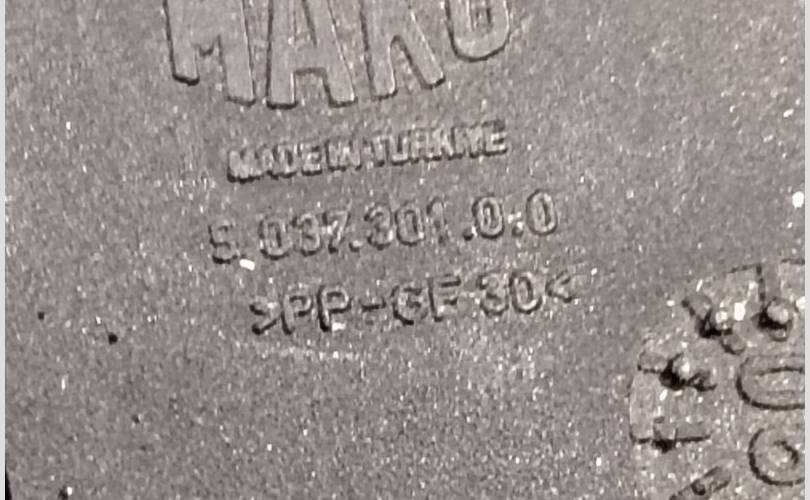 MAKO
MADE IN TURKIYE
5.037.301.0.0
>PP-GF 30<